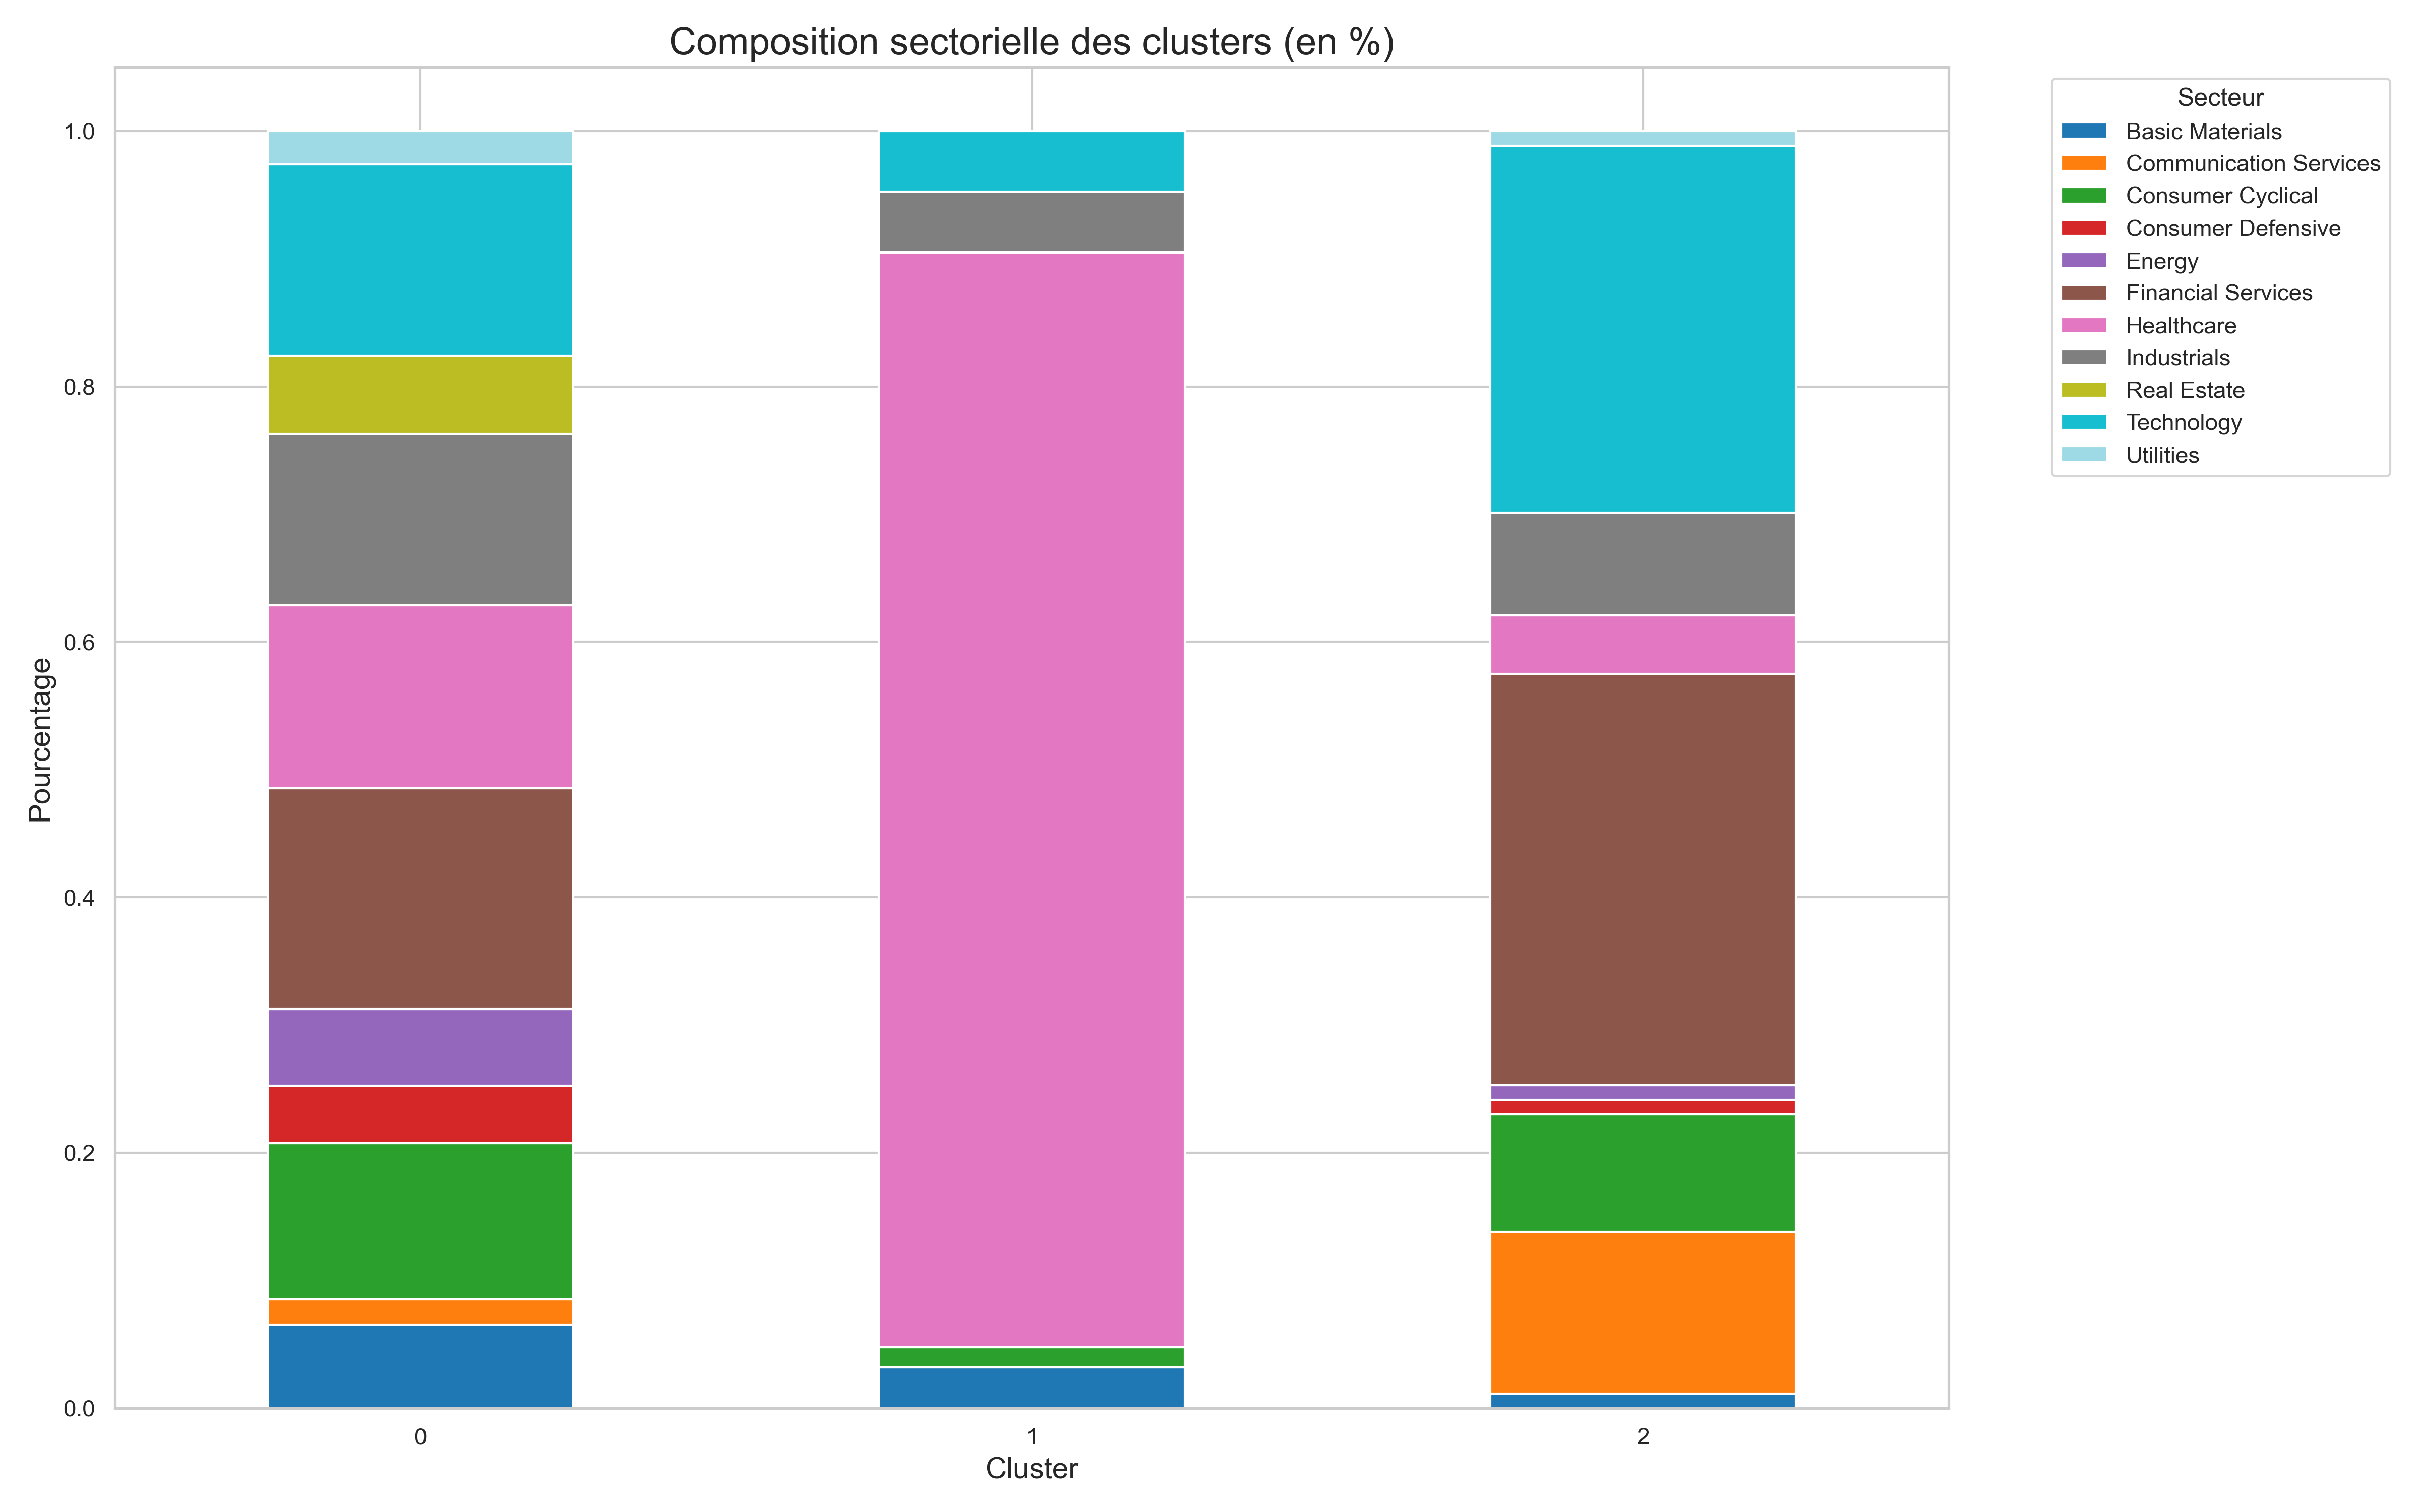 Composition sectorielle des clusters (en %)
Pourcentage
1.0
0.8
0.6
0.4
0.2
0.0
0
1
2
Cluster
Secteur
Basic Materials
Communication Services
Consumer Cyclical
Consumer Defensive
Energy
Financial Services
Healthcare
Industrials
Real Estate
Technology
Utilities